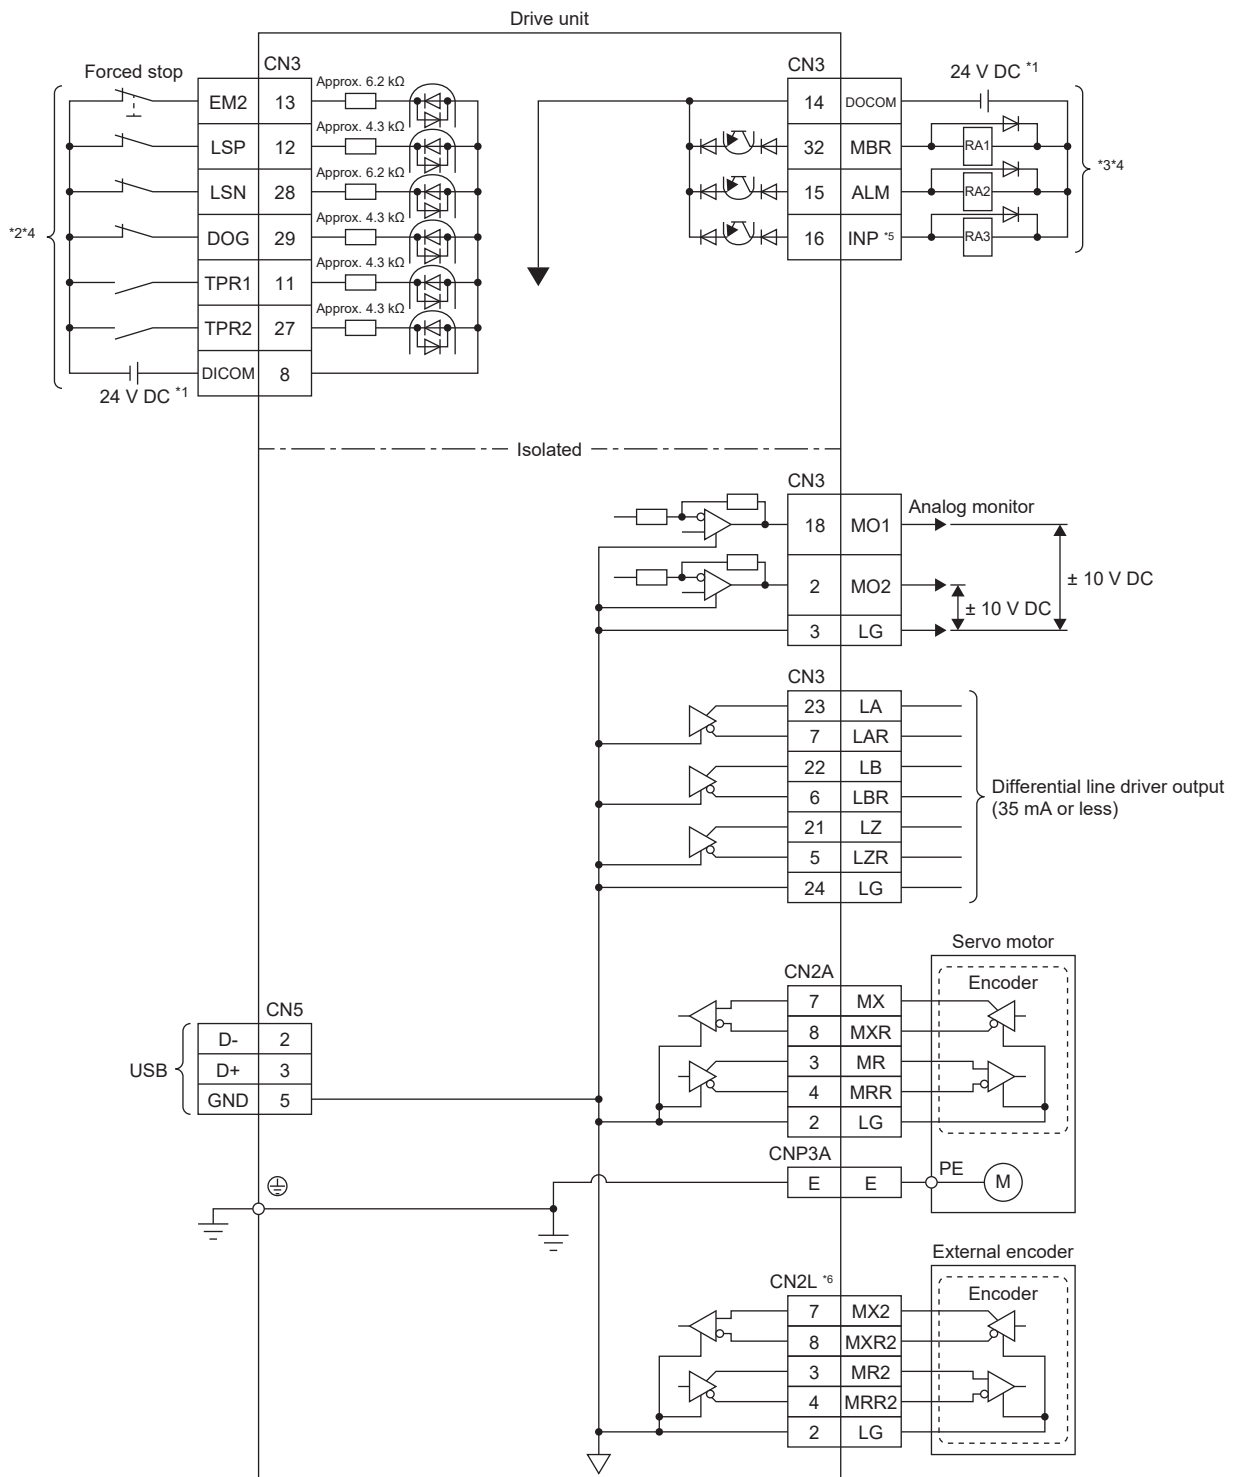 Drive unit
Forced stop
CN3
Approx. 6.2 kΩ
EM2 13
Approx. 4.3 kΩ
LSP 12
Approx. 6.2 kΩ
LSN 28
Approx. 4.3 kΩ
DOG 29
Approx. 4.3 kΩ
TPR1 11
Approx. 4.3 kΩ
TPR2 27
DICOM 8
24 V DC *1
*2*4
CN3
24 V DC *1
14 DOCOM
32 MBR RA1
15 ALM RA2
16 INP *5 RA3
*3*4
Isolated
CN3
18 MO1
Analog monitor
± 10 V DC
2 MO2
± 10 V DC
3 LG
CN3
23 LA
7 LAR
22 LB
6 LBR
21 LZ
5 LZR
24 LG
Differential line driver output
(35 mA or less)
Servo motor
Encoder
CN2A
7 MX
8 MXR
3 MR
4 MRR
2 LG
CN5
USB
D- 2
D+ 3
GND 5
CNP3A
E E
PE
M
External encoder
Encoder
CN2L *6
7 MX2
8 MXR2
3 MR2
4 MRR2
2 LG